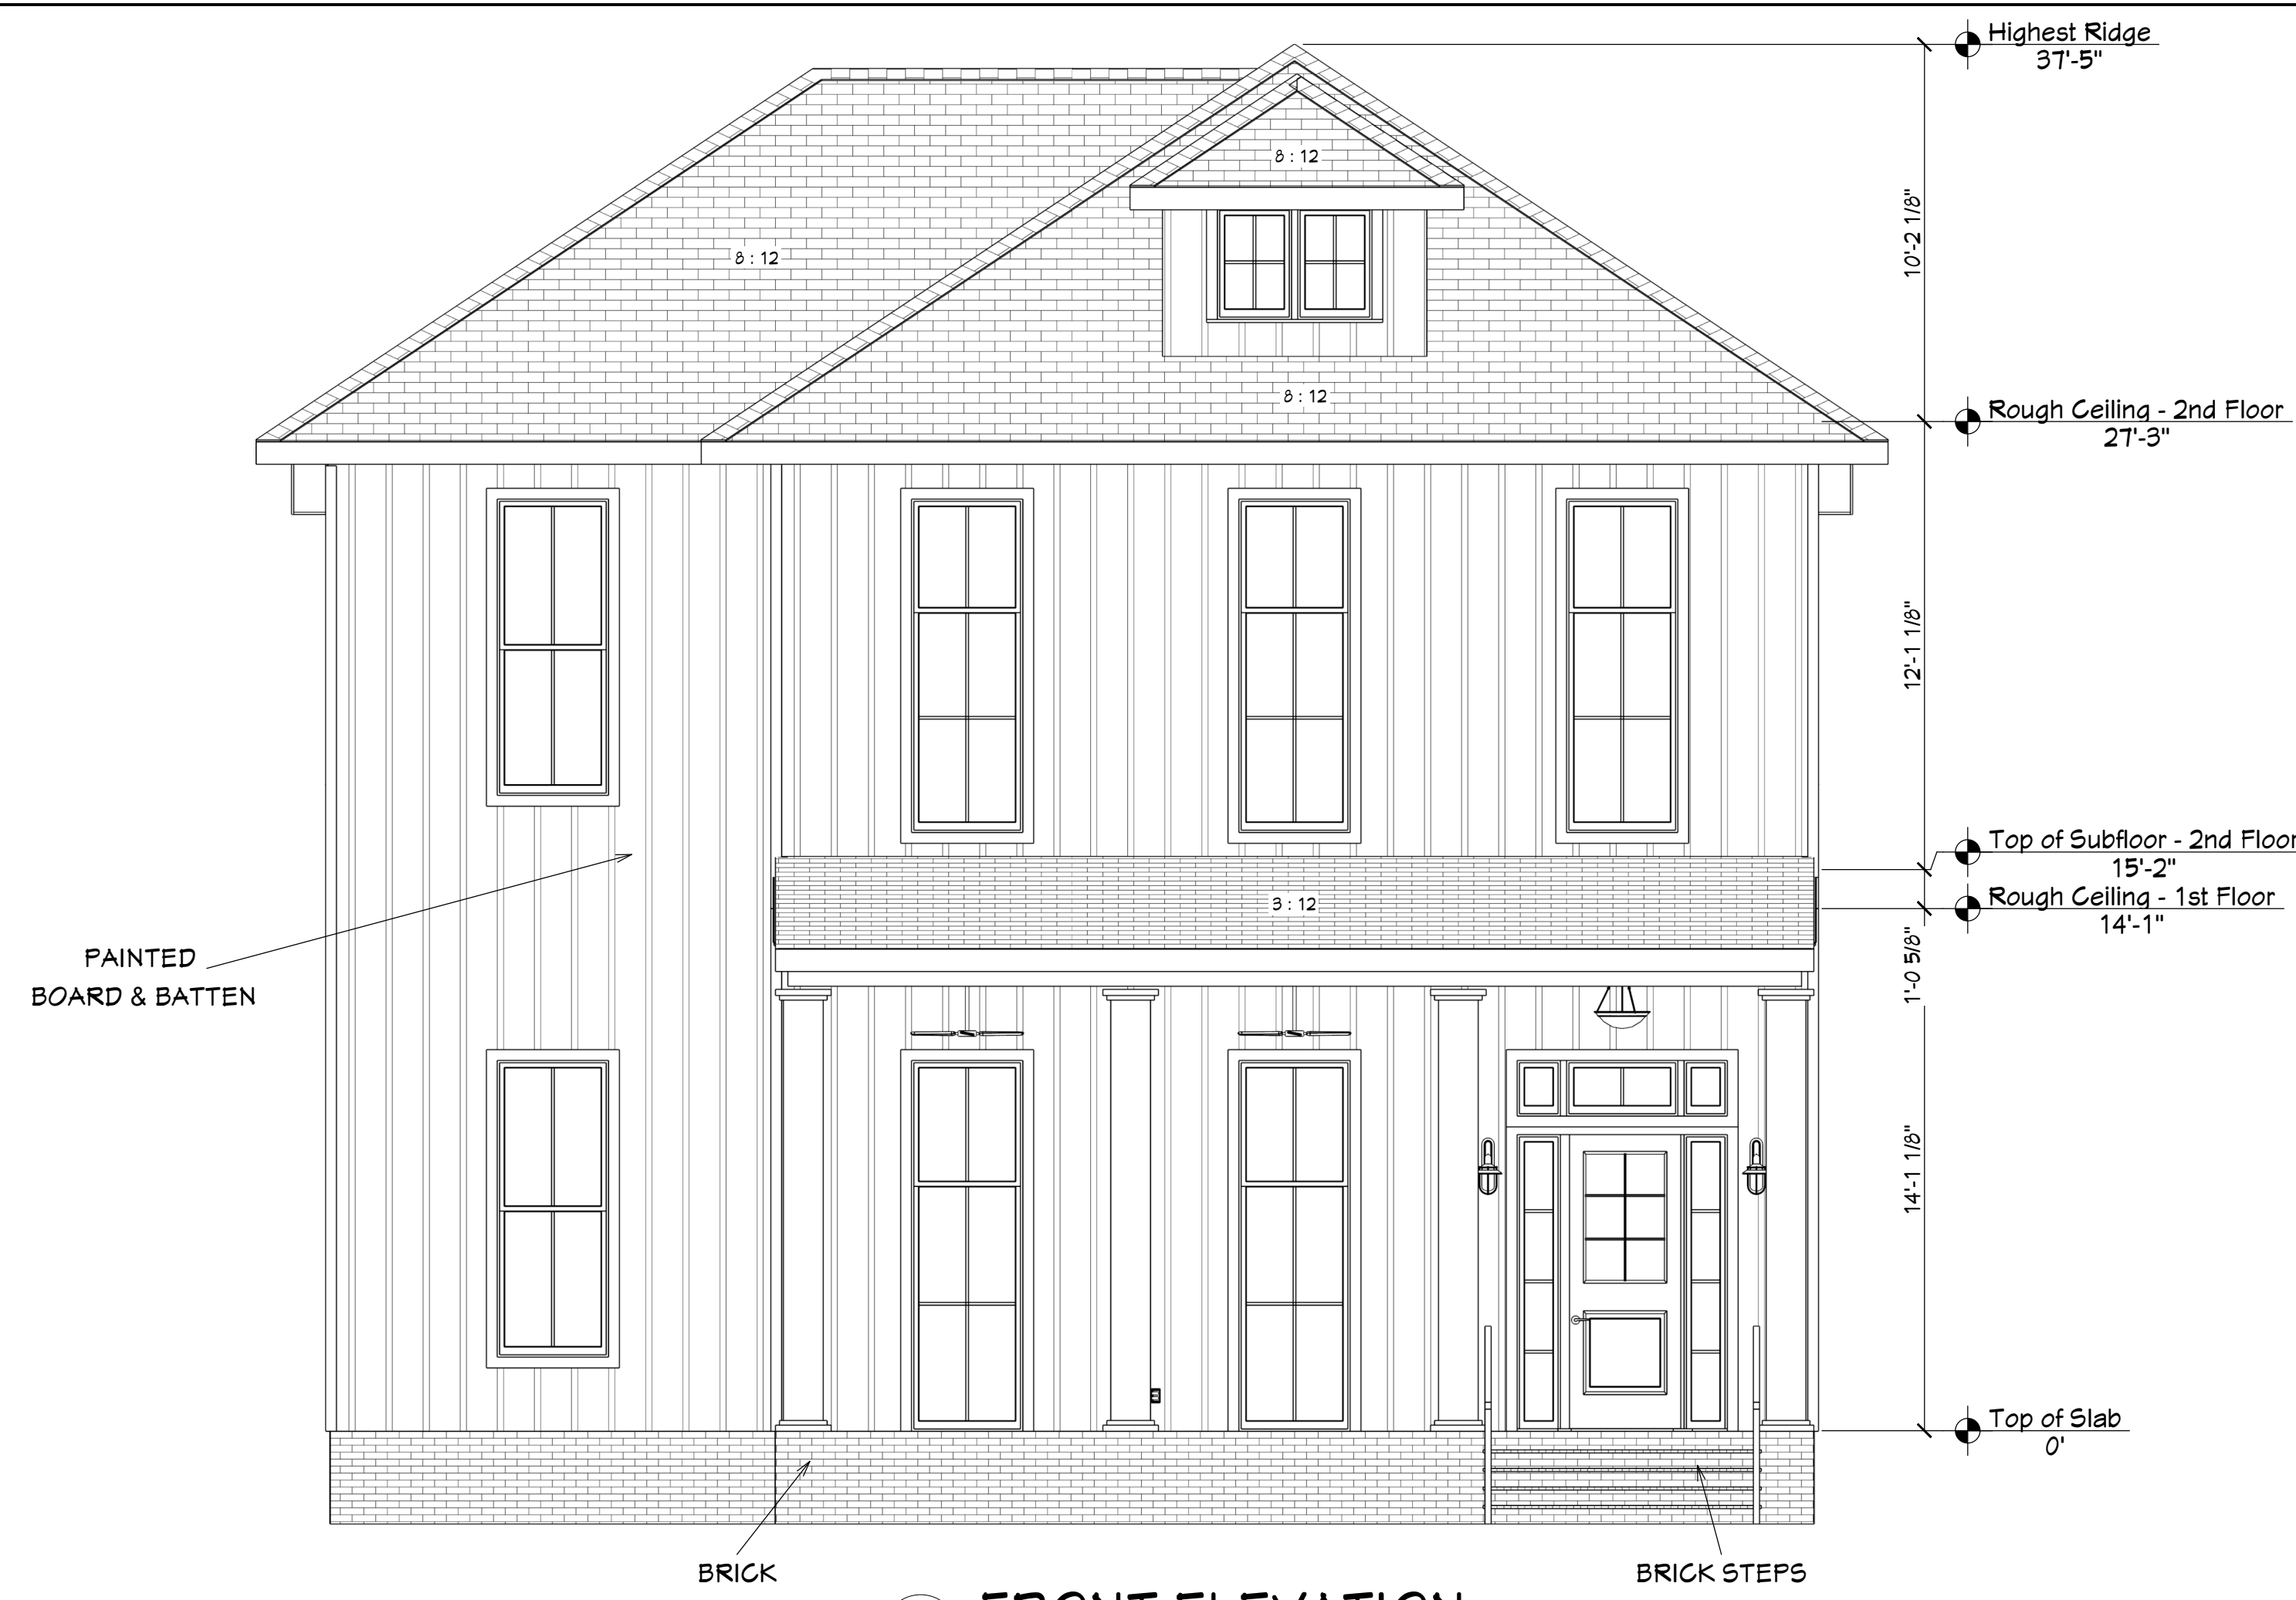 Highest Ridge
37'-5"
8 : 12
10'-2 1/8"
8 : 12
8 : 12
Rough Ceiling - 2nd Floor
27'-3"
12'-1 1/8"
Top of Subfloor - 2nd Floor
15'-2"
Rough Ceiling - 1st Floor
14'-1"
3 : 12
1'-0 5/8"
PAINTED
BOARD & BATTEN
14'-1 1/8"
Top of Slab
0'
BRICK
BRICK STEPS
FRONT ELEVATION